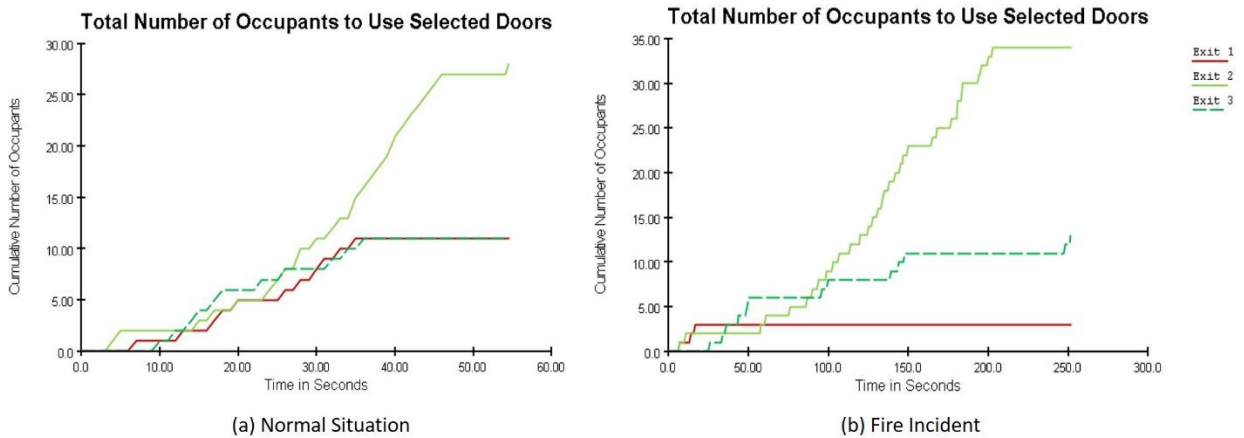 Total Number of Occupants to Use Selected Doors
30.00
25.00
20.00
15.00
10.00
5.00
0.0
Cumulative Number of Occupants
0.0 10.00 20.00 30.00 40.00 50.00 60.00
Time in Seconds
(a) Normal Situation
Total Number of Occupants to Use Selected Doors
35.00
30.00
25.00
20.00
15.00
10.00
5.00
0.0
Cumulative Number of Occupants
0.0 50.00 100.0 150.0 200.0 250.0 300.0
Time in Seconds
(b) Fire Incident
Exit 1
Exit 2
Exit 3